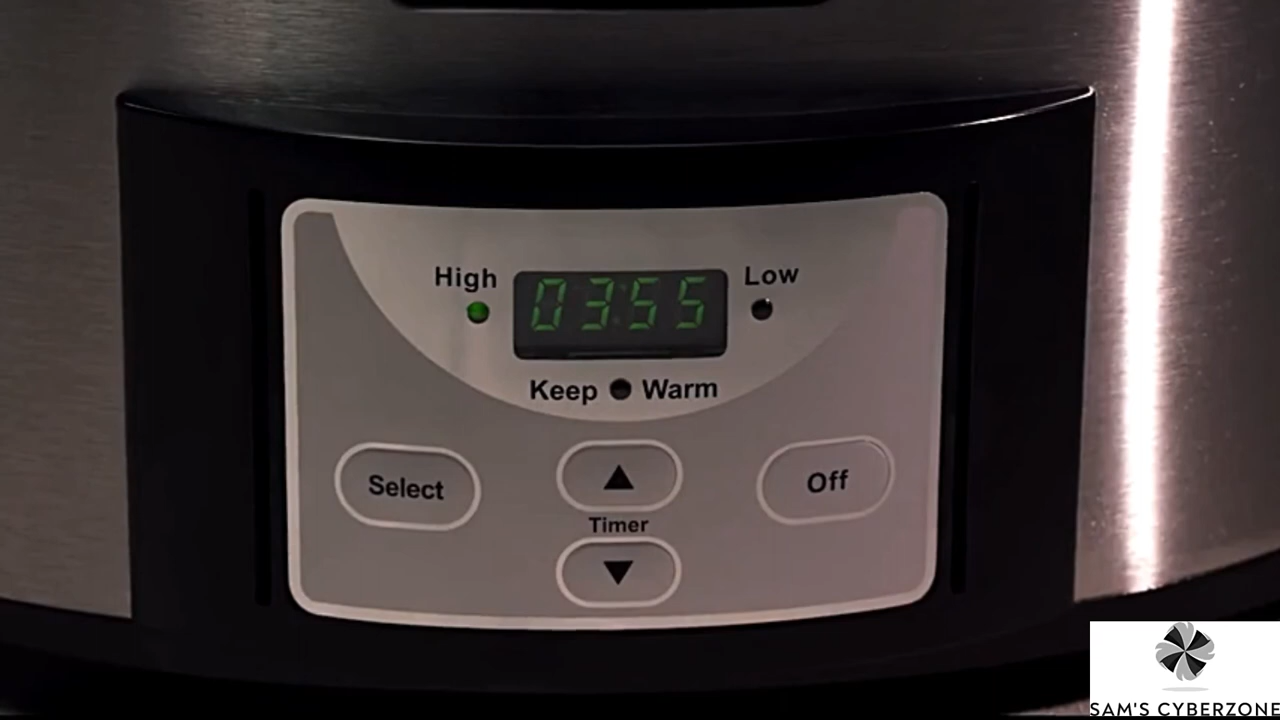 High
03:55
Low
Keep Warm
Select
▲
Off
Timer
▼
SAM'S CYBERZONE